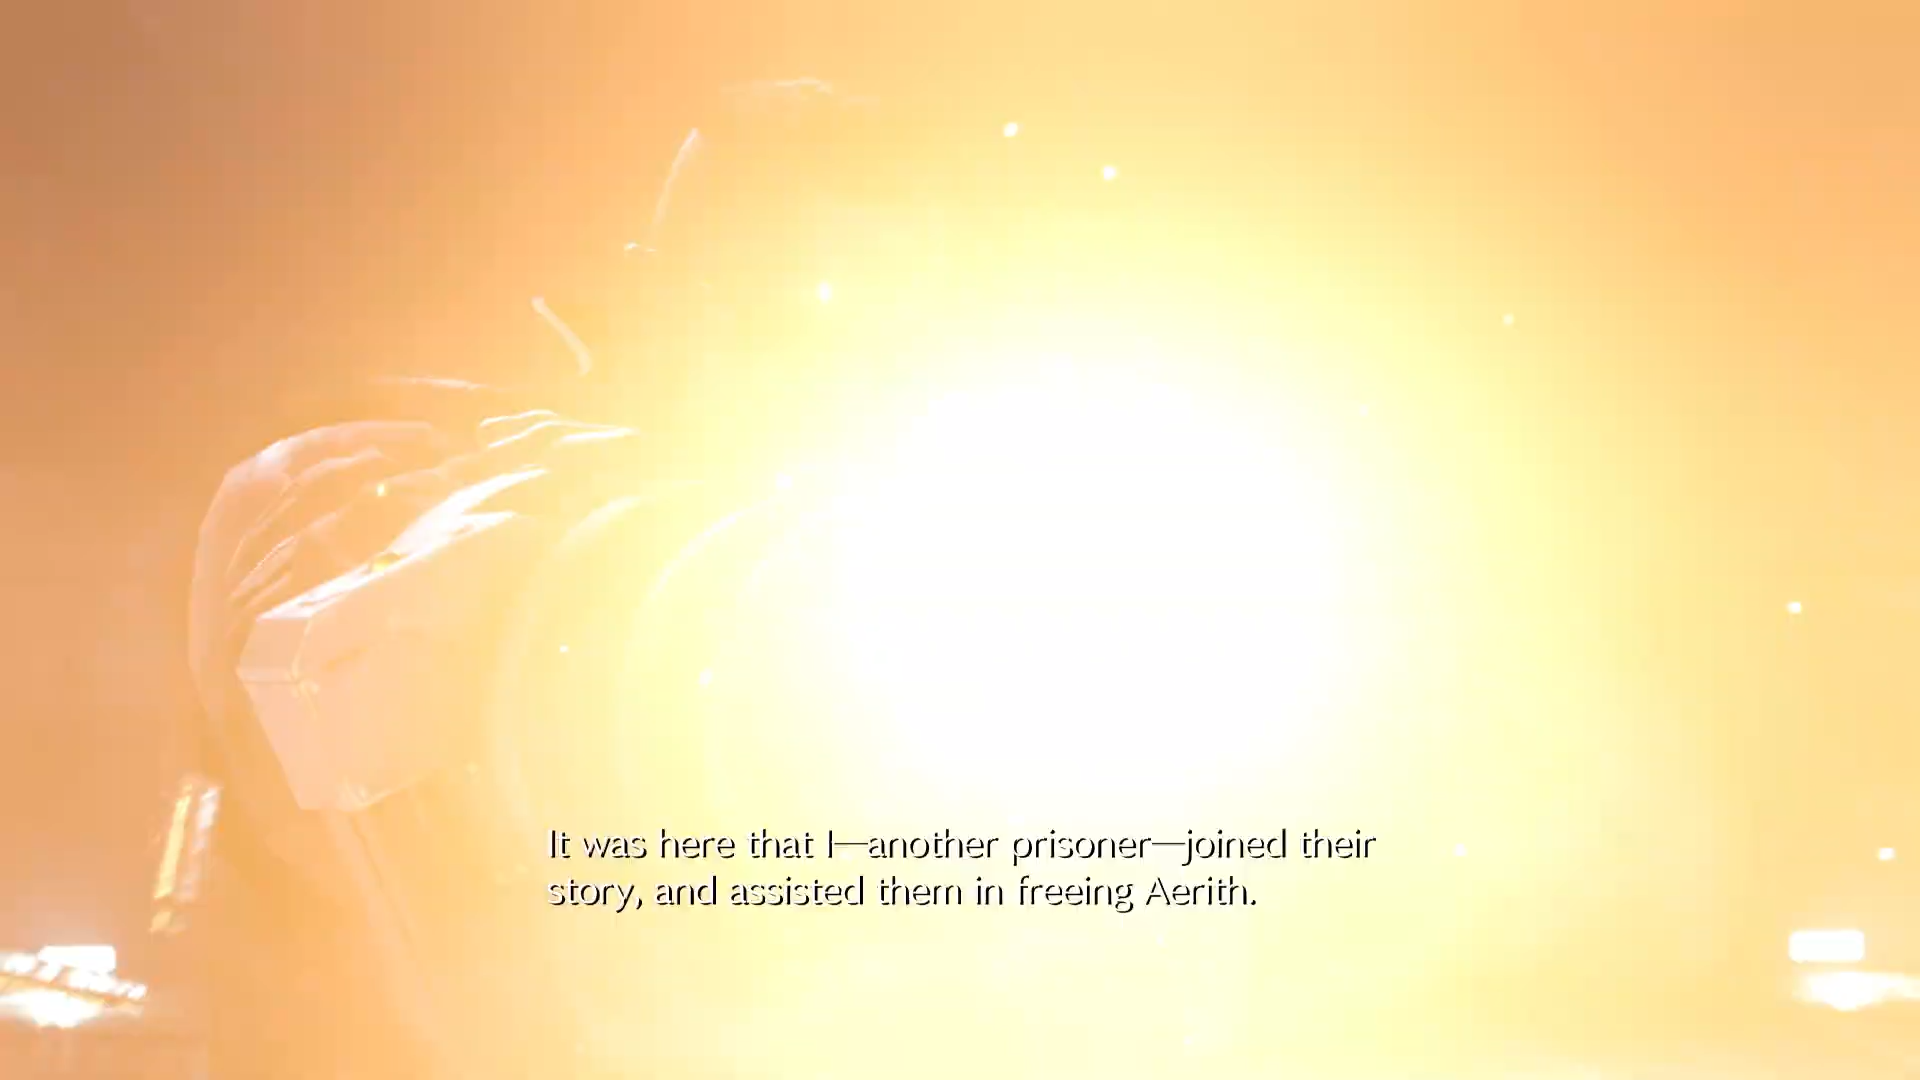 It was here that I—another prisoner—joined their
story, and assisted them in freeing Aerith.